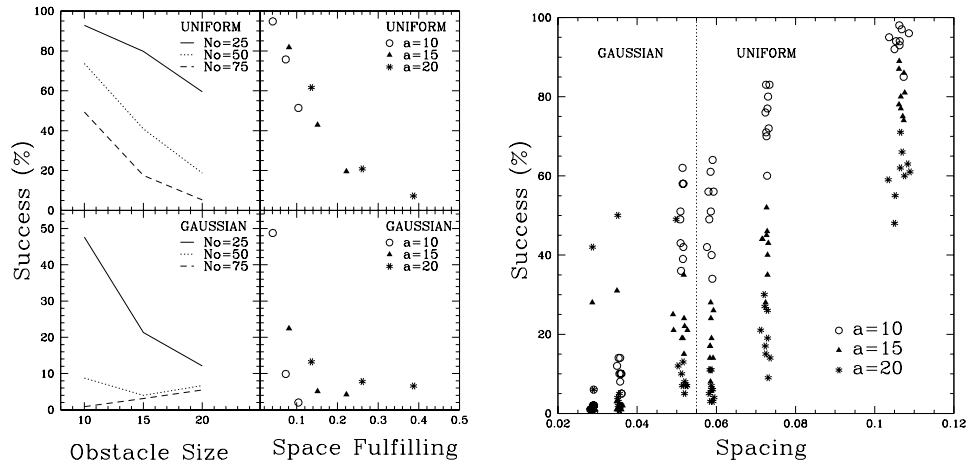 UNIFORM
No=25
No=50
No=75
UNIFORM
a=10
a=15
a=20
100
80
60
40
20
0
GAUSSIAN
No=25
No=50
No=75
GAUSSIAN
a=10
a=15
a=20
50
40
30
20
10
0
Success (%)
10
15
20
Obstacle Size
0.1
0.2
0.3
0.4
0.5
Space Fulfilling
100
80
60
40
20
0
Success (%)
GAUSSIAN
UNIFORM
a=10
a=15
a=20
0.02
0.04
0.06
0.08
0.1
0.12
Spacing